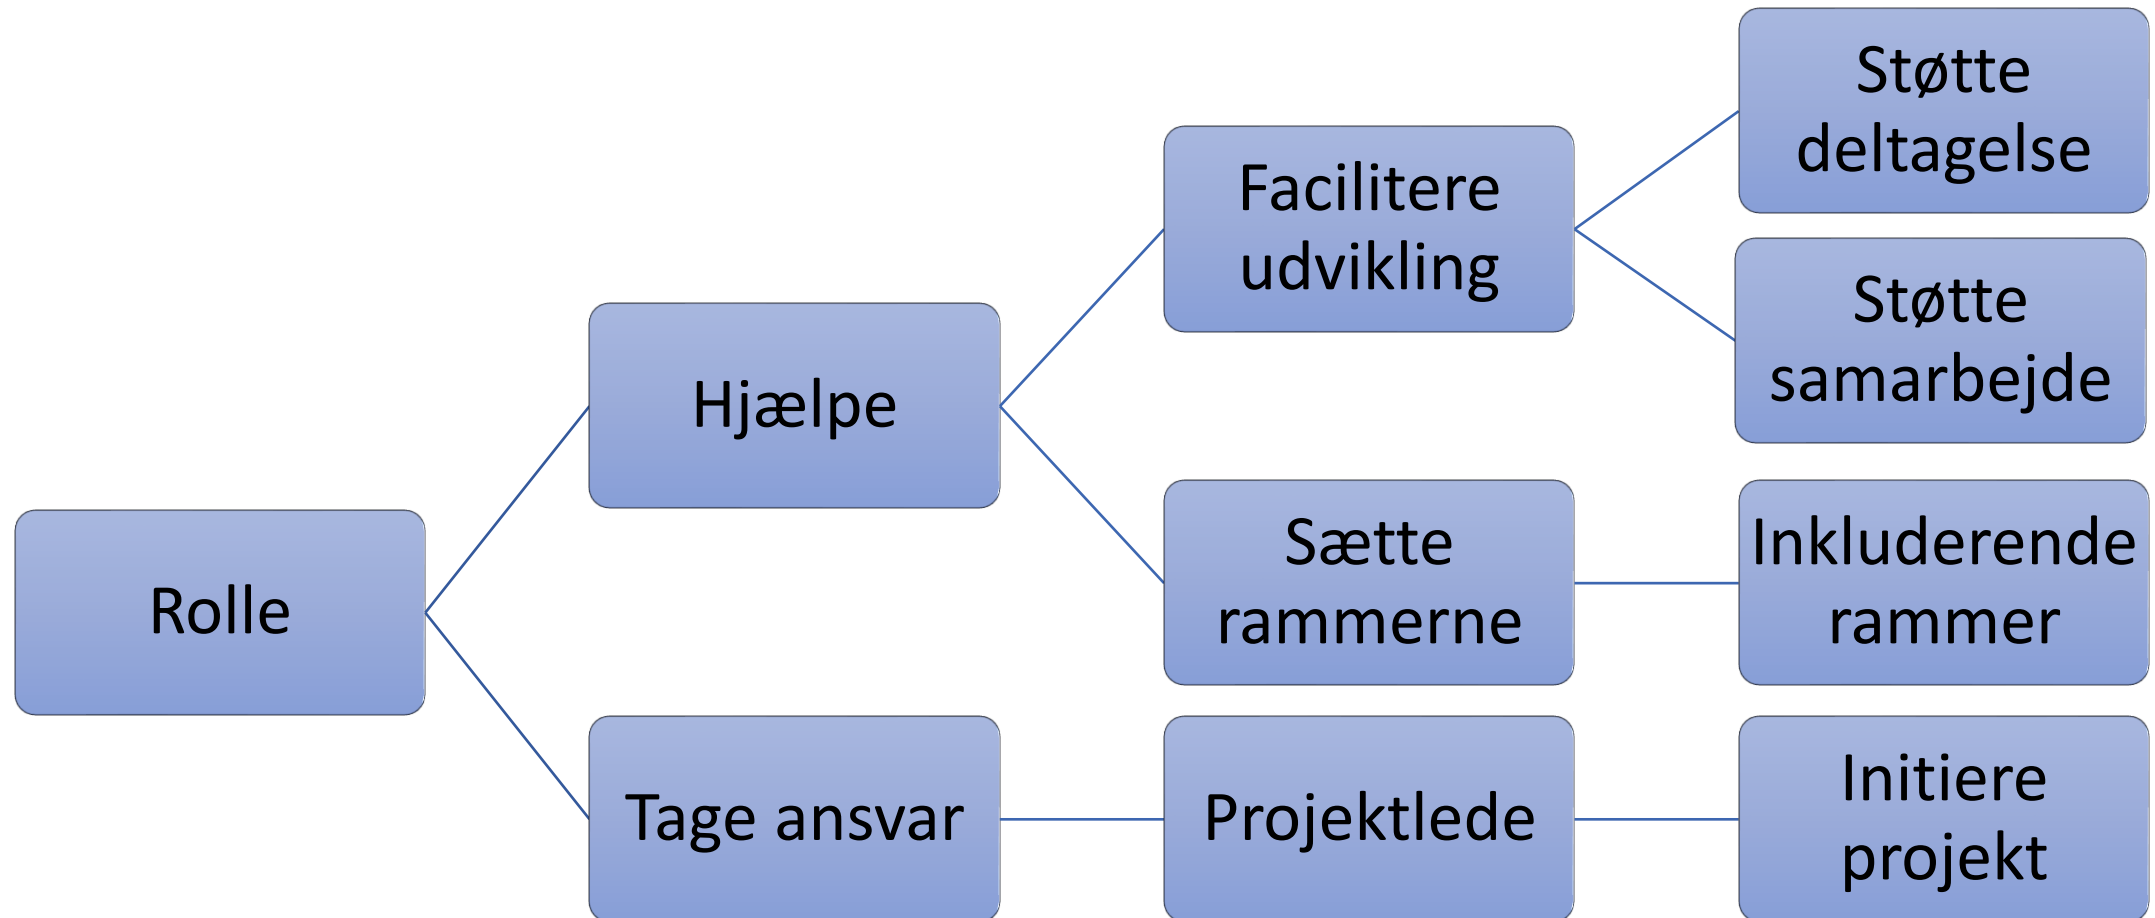 Rolle
Hjælpe
Tage ansvar
Facilitere
udvikling
Sætte
rammerne
Projektlede
Støtte
deltagelse
Støtte
samarbejde
Inkluderende
rammer
Initiere
projekt